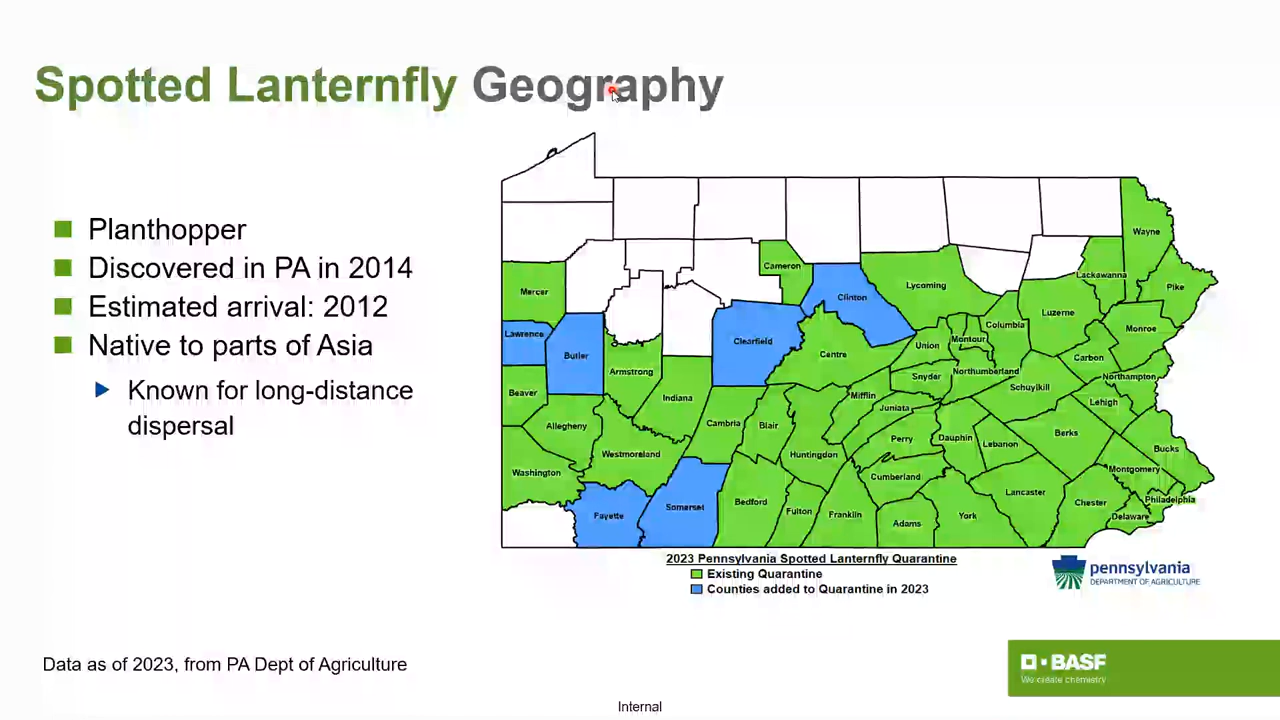 Spotted Lanternfly Geography
Planthopper
Discovered in PA in 2014
Estimated arrival: 2012
Native to parts of Asia
Known for long-distance
dispersal
Wayne
Cameron
Lackawanna
Mercer
Clinton
Lycoming
Pike
Luzerne
Columbia
Monroe
Lawrence
Butler
Clearfield
Centre
Union
Montour
Carbon
Armstrong
Snyder
Northumberland
Northampton
Schuylkill
Beaver
Indiana
Mifflin
Juniata
Lehigh
Allegheny
Cambria
Blair
Perry
Dauphin
Lebanon
Berks
Westmoreland
Huntingdon
Bucks
Washington
Cumberland
Montgomery
Lancaster
Philadelphia
Fayette
Somerset
Bedford
Fulton
Franklin
Adams
York
Chester
Delaware
2023 Pennsylvania Spotted Lanternfly Quarantine
Existing Quarantine
Counties added to Quarantine in 2023
pennsylvania
DEPARTMENT OF AGRICULTURE
Data as of 2023, from PA Dept of Agriculture
BASF
We create chemistry
Internal